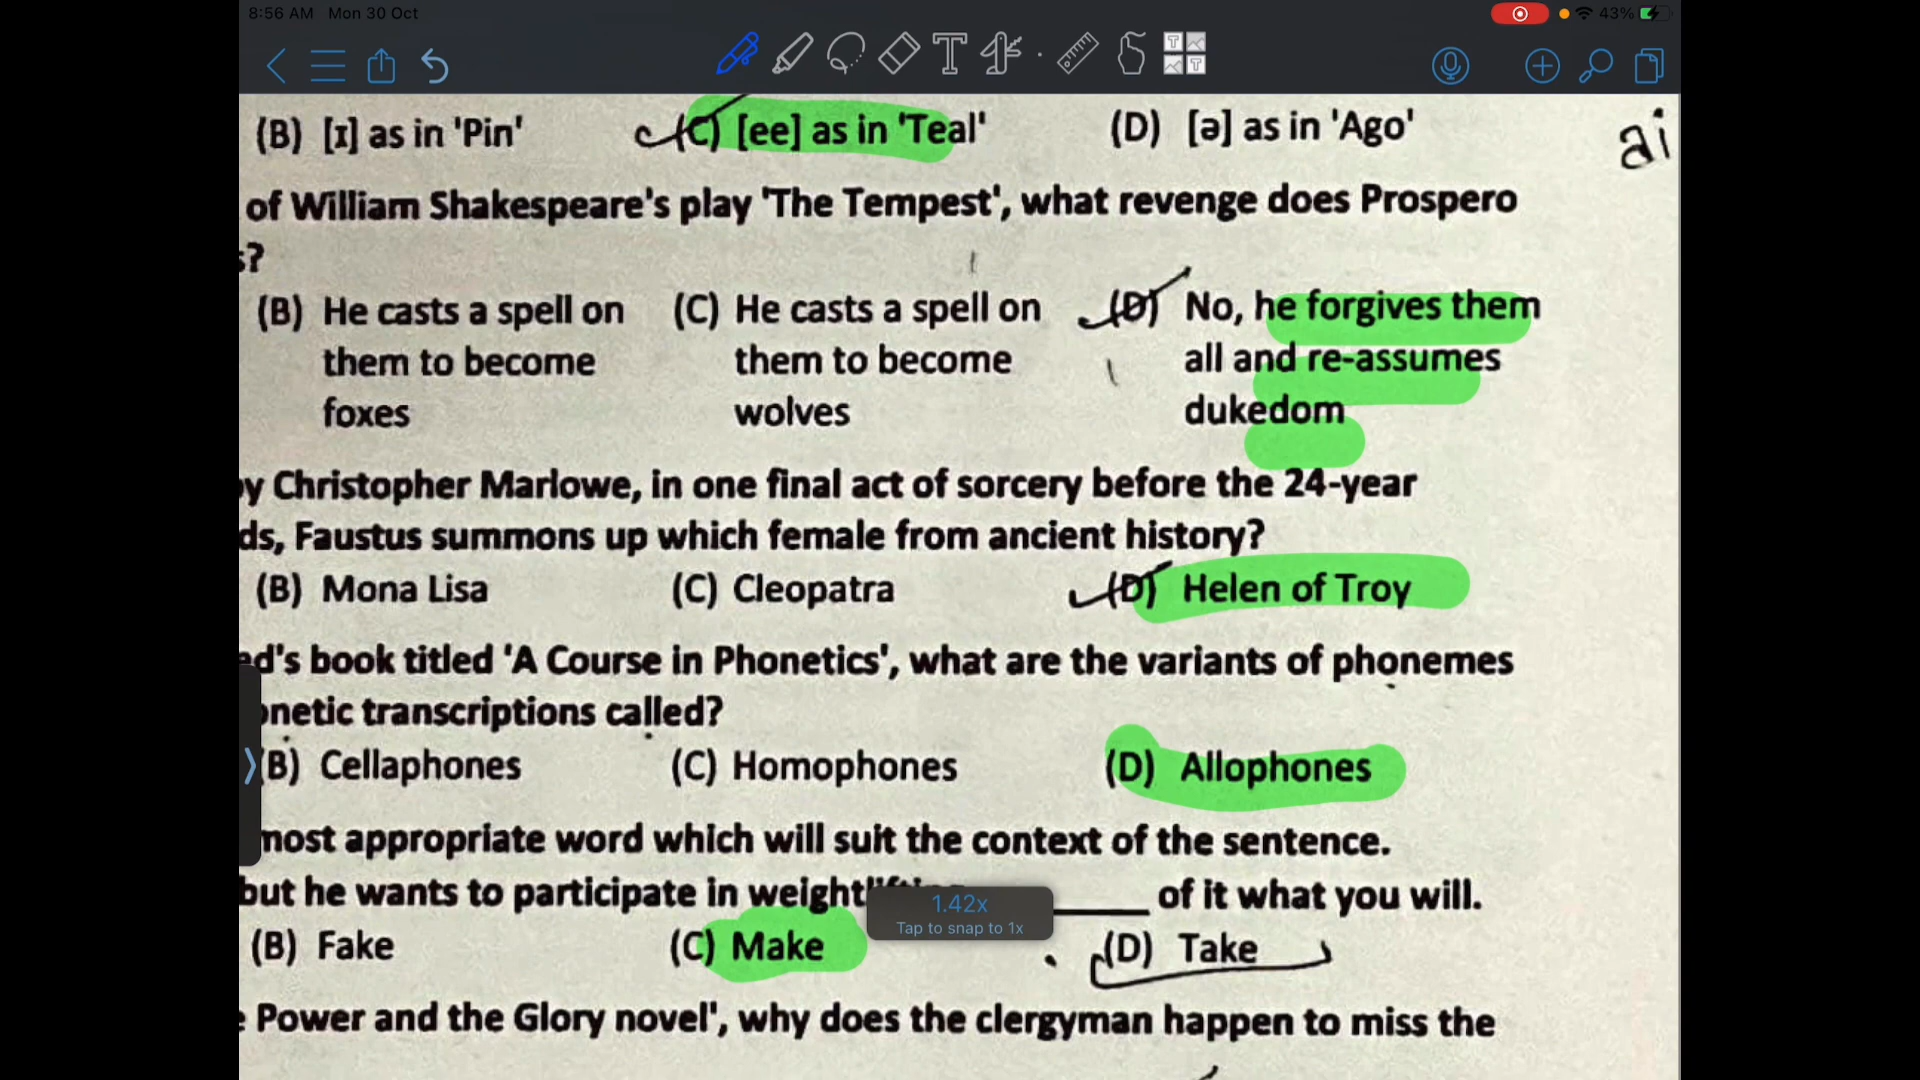 8:56 AM Mon 30 Oct
43%
(B) [ɪ] as in 'Pin' (C) [ee] as in 'Teal' (D) [ə] as in 'Ago' ai
of William Shakespeare's play 'The Tempest', what revenge does Prospero
s?
(B) He casts a spell on (C) He casts a spell on (D) No, he forgives them
them to become them to become all and re-assumes
foxes wolves dukedom
by Christopher Marlowe, in one final act of sorcery before the 24-year
ds, Faustus summons up which female from ancient history?
(B) Mona Lisa (C) Cleopatra (D) Helen of Troy
ed's book titled 'A Course in Phonetics', what are the variants of phonemes
onetic transcriptions called?
(B) Cellaphones (C) Homophones (D) Allophones
most appropriate word which will suit the context of the sentence.
but he wants to participate in ______ of it what you will.
1.42x
Tap to snap to 1x
(B) Fake (C) Make (D) Take
Power and the Glory novel', why does the clergyman happen to miss the